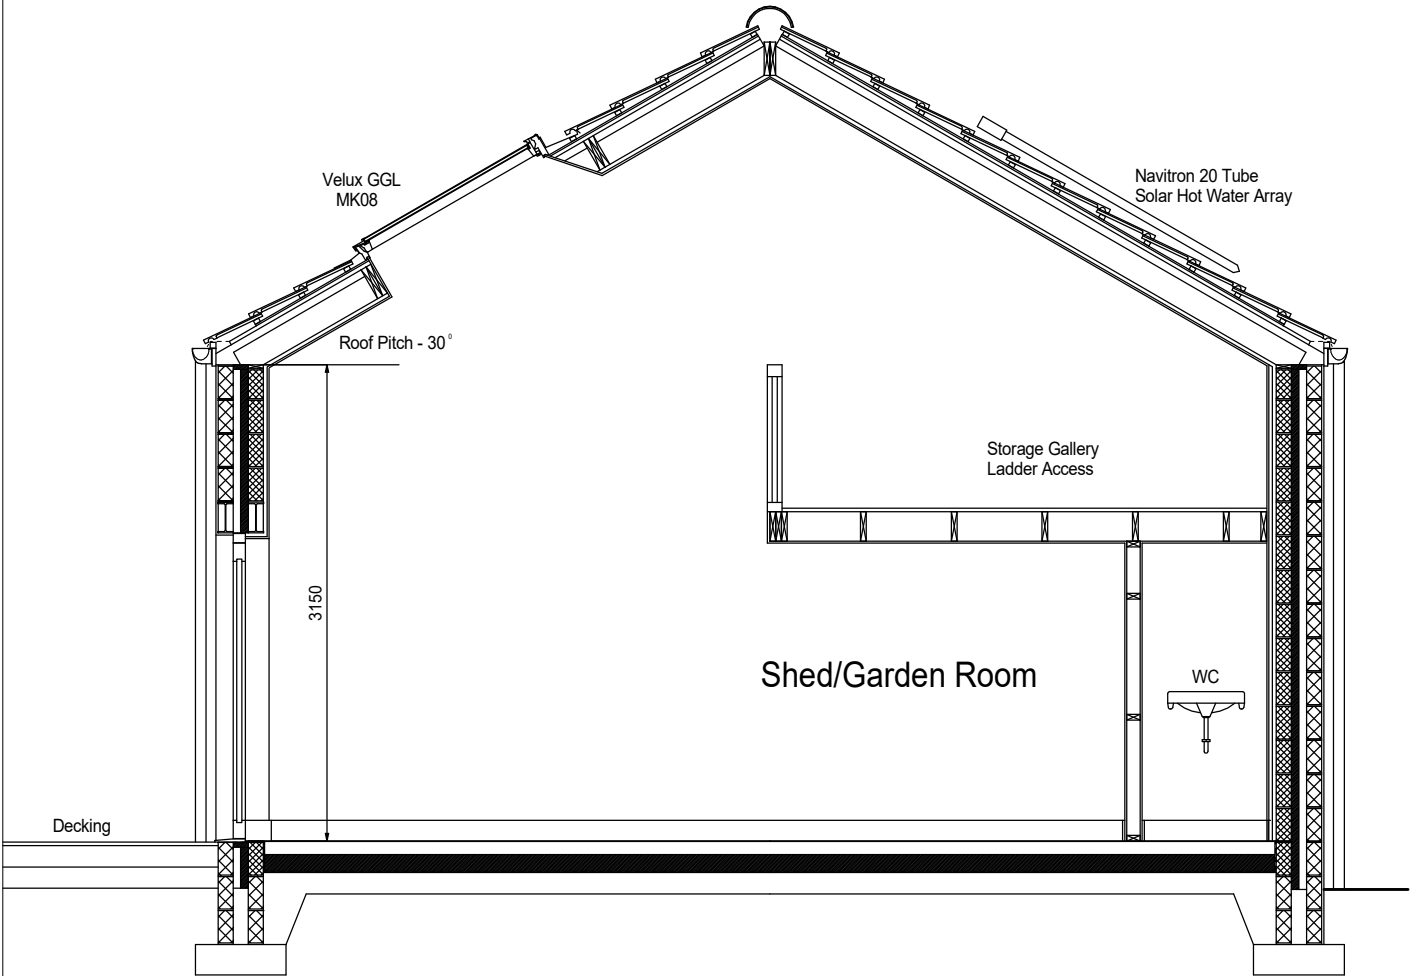 Velux GGL
MK08
Navitron 20 Tube
Solar Hot Water Array
Roof Pitch - 30°
Storage Gallery
Ladder Access
3150
Shed/Garden Room
WC
Decking